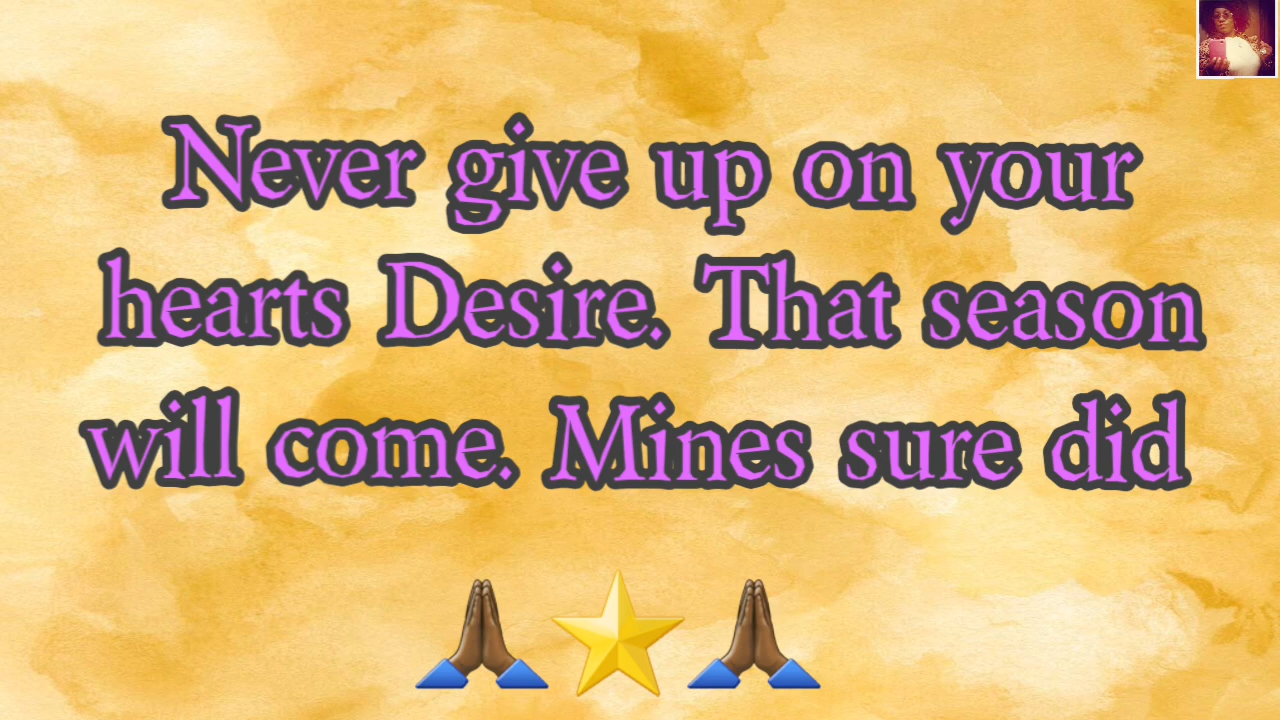 Never give up on your
hearts Desire. That season
will come. Mines sure did